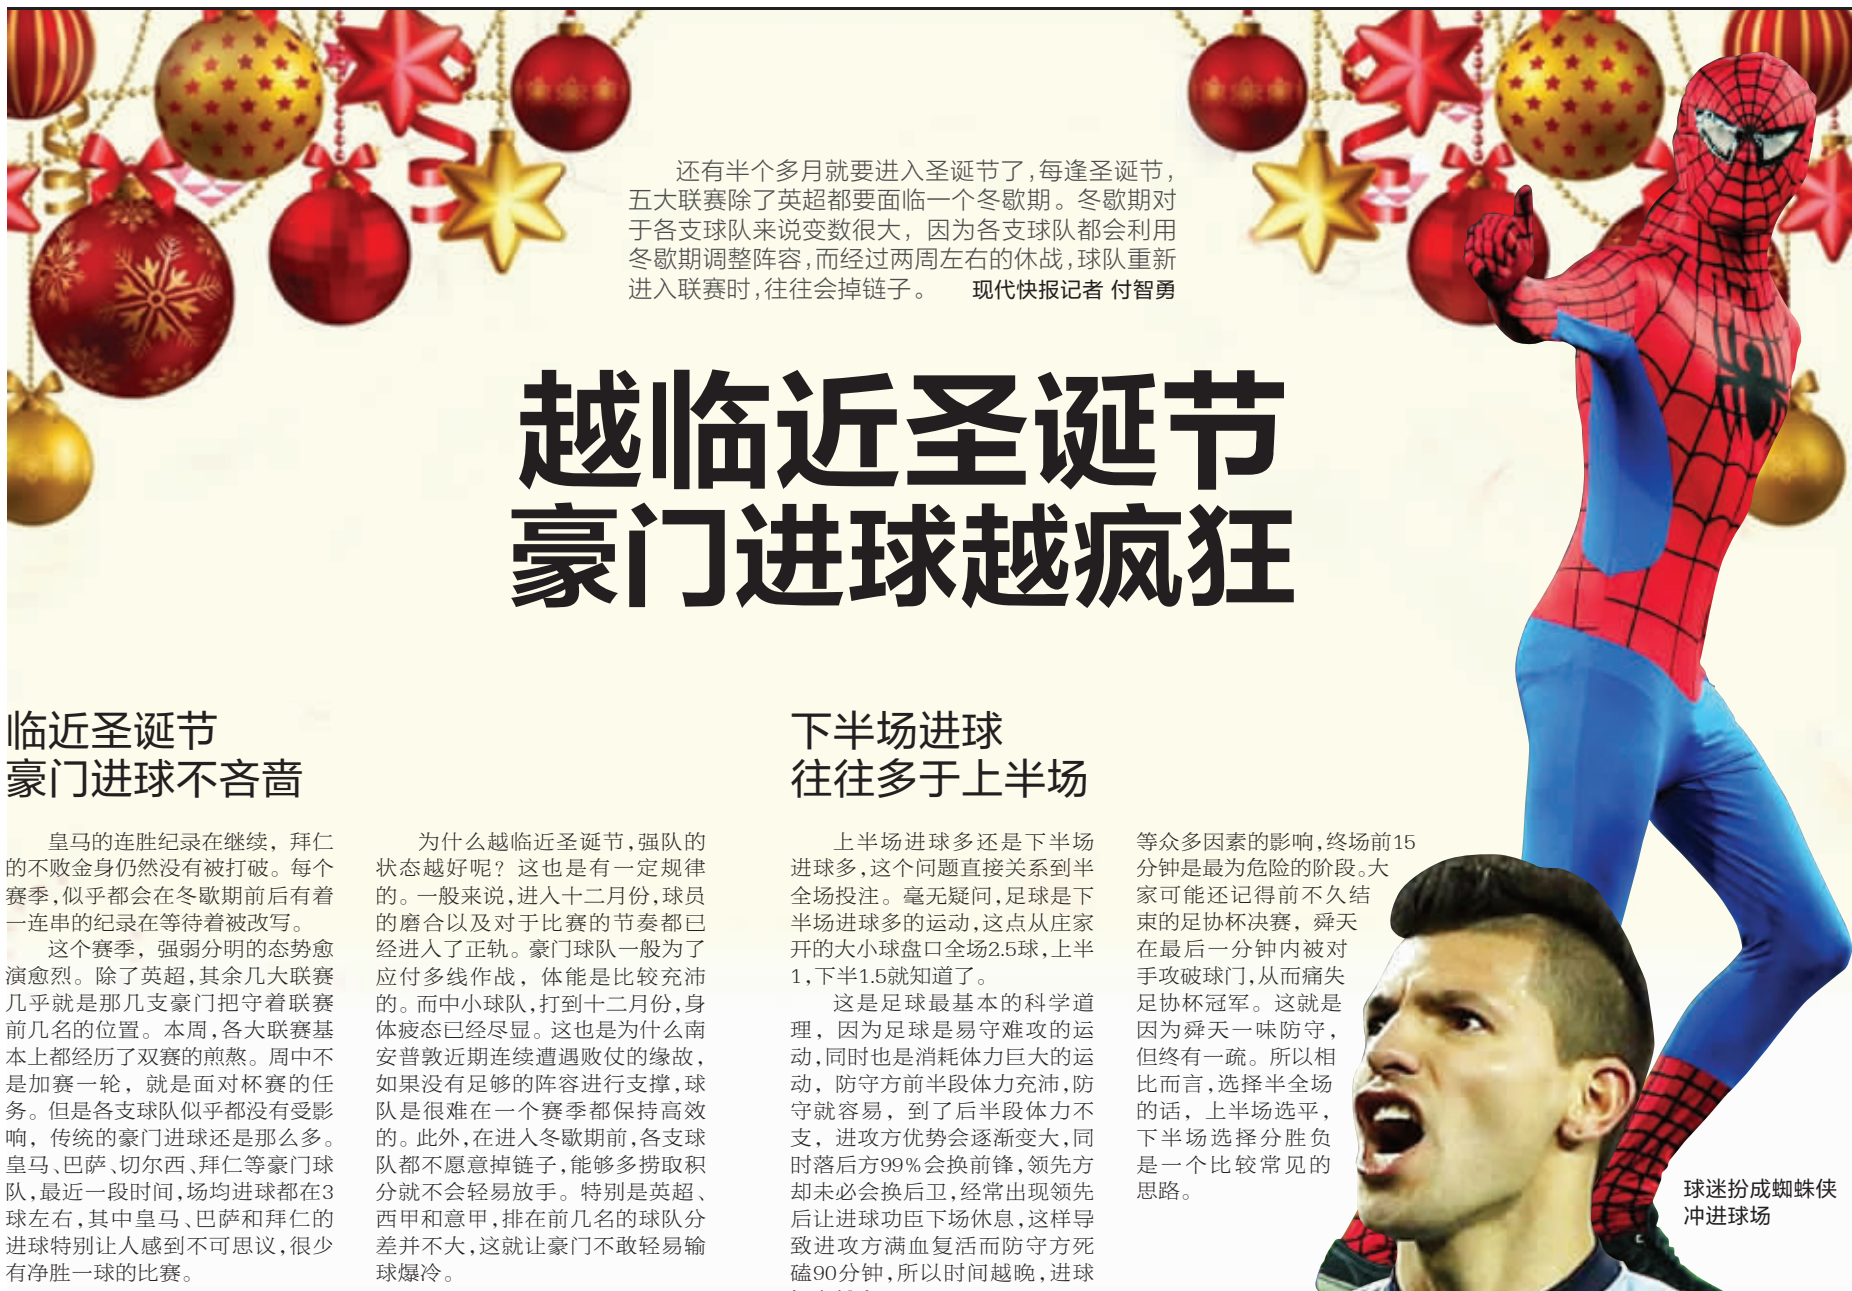 还有半个多月就要进入圣诞节了,每逢圣诞节,
五大联赛除了英超都要面临一个冬歇期。冬歇期对
于各支球队来说变数很大，因为各支球队都会利用
冬歇期调整阵容,而经过两周左右的休战,球队重新
进入联赛时,往往会掉链子。 现代快报记者 付智勇
越临近圣诞节
豪门进球越疯狂
临近圣诞节
豪门进球不吝啬
皇马的连胜纪录在继续，拜仁
的不败金身仍然没有被打破。每个
赛季,似乎都会在冬歇期前后有着
一连串的纪录在等待着被改写。
这个赛季，强弱分明的态势愈
演愈烈。除了英超,其余几大联赛
几乎就是那几支豪门把守着联赛
前几名的位置。本周,各大联赛基
本上都经历了双赛的煎熬。周中不
是加赛一轮，就是面对杯赛的任
务。但是各支球队似乎都没有受影
响，传统的豪门进球还是那么多。
皇马、巴萨、切尔西、拜仁等豪门球
队,最近一段时间,场均进球都在3
球左右,其中皇马、巴萨和拜仁的
进球特别让人感到不可思议,很少
有净胜一球的比赛。
为什么越临近圣诞节,强队的
状态越好呢？这也是有一定规律
的。一般来说,进入十二月份,球员
的磨合以及对于比赛的节奏都已
经进入了正轨。豪门球队一般为了
应付多线作战，体能是比较充沛
的。而中小球队,打到十二月份,身
体疲态已经尽显。这也是为什么南
安普敦近期连续遭遇败仗的缘故,
如果没有足够的阵容进行支撑,球
队是很难在一个赛季都保持高效
的。此外,在进入冬歇期前,各支球
队都不愿意掉链子,能够多捞取积
分就不会轻易放手。特别是英超、
西甲和意甲,排在前几名的球队分
差并不大,这就让豪门不敢轻易输
球爆冷。
下半场进球
往往多于上半场
上半场进球多还是下半场
进球多,这个问题直接关系到半
全场投注。毫无疑问,足球是下
半场进球多的运动,这点从庄家
开的大小球盘口全场2.5球,上半
1,下半1.5就知道了。
这是足球最基本的科学道
理，因为足球是易守难攻的运
动,同时也是消耗体力巨大的运
动，防守方前半段体力充沛,防
守就容易，到了后半段体力不
支，进攻方优势会逐渐变大,同
时落后方99%会换前锋,领先方
却未必会换后卫,经常出现领先
后让进球功臣下场休息,这样导
致进攻方满血复活而防守方死
磕90分钟,所以时间越晚,进球
等众多因素的影响,终场前15
分钟是最为危险的阶段。大
家可能还记得前不久结
束的足协杯决赛，舜天
在最后一分钟内被对
手攻破球门,从而痛失
足协杯冠军。这就是
因为舜天一味防守,
但终有一疏。所以相
比而言,选择半全场
的话，上半场选平,
下半场选择分胜负
是一个比较常见的
思路。
球迷扮成蜘蛛侠
冲进球场